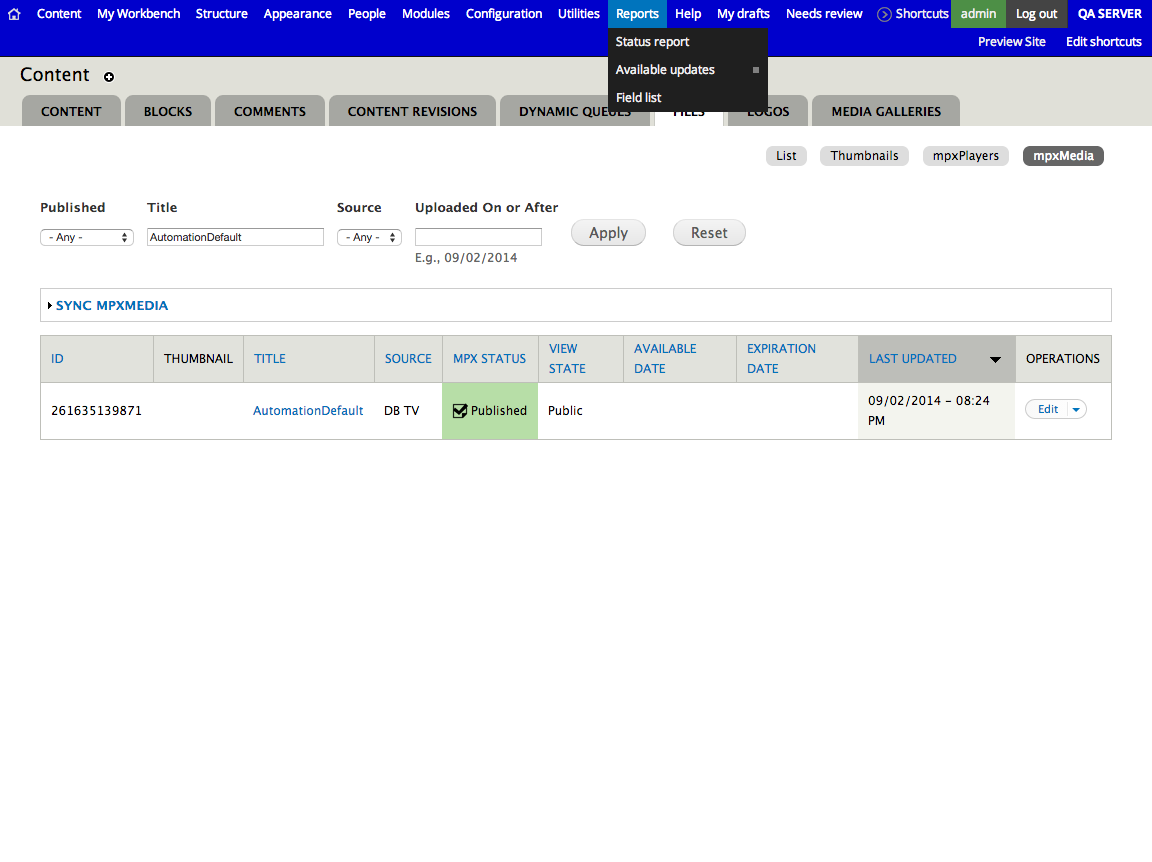 Content My Workbench Structure Appearance People Modules Configuration Utilities Reports Help My drafts Needs review Shortcuts admin Log out QA SERVER
Status report Preview Site Edit shortcuts
Available updates
Field list
Content
CONTENT BLOCKS COMMENTS CONTENT REVISIONS DYNAMIC QUEUES FILES LOGOS MEDIA GALLERIES
List Thumbnails mpxPlayers mpxMedia
Published Title Source Uploaded On or After
- Any - AutomationDefault - Any - Apply Reset
E.g., 09/02/2014
SYNC MPXMEDIA
ID THUMBNAIL TITLE SOURCE MPX STATUS VIEW STATE AVAILABLE DATE EXPIRATION DATE LAST UPDATED OPERATIONS
261635139871 AutomationDefault DB TV Published Public 09/02/2014 - 08:24 PM Edit